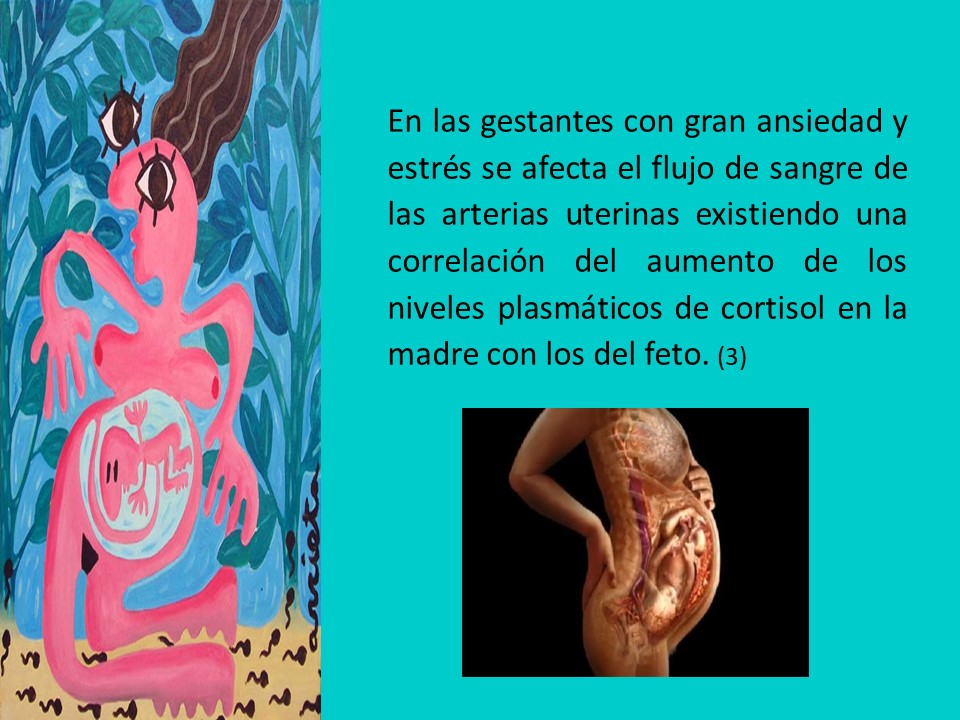 En las gestantes con gran ansiedad y
estrés se afecta el flujo de sangre de
las arterias uterinas existiendo una
correlación del aumento de los
niveles plasmáticos de cortisol en la
madre con los del feto. (3)
arrieta